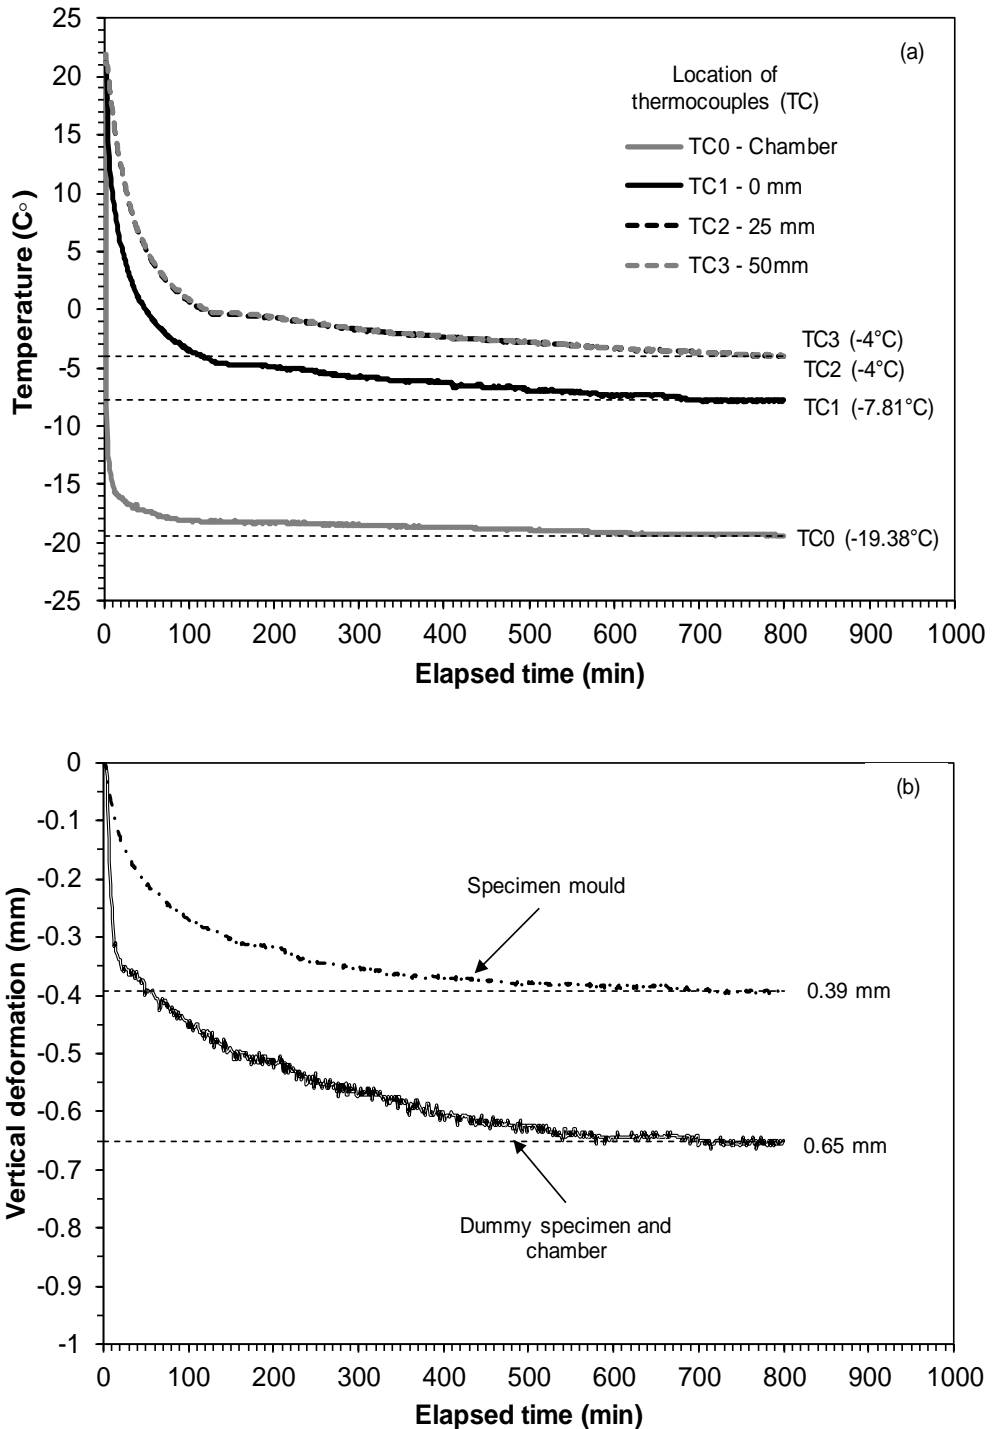 25
20
15
10
5
0
-5
-10
-15
-20
-25
Temperature (C○)
(a)
Location of
thermocouples (TC)
TC0 - Chamber
TC1 - 0 mm
TC2 - 25 mm
TC3 - 50mm
TC3 (-4°C)
TC2 (-4°C)
TC1 (-7.81°C)
TC0 (-19.38°C)
0 100 200 300 400 500 600 700 800 900 1000
Elapsed time (min)
0
-0.1
-0.2
-0.3
-0.4
-0.5
-0.6
-0.7
-0.8
-0.9
-1
Vertical deformation (mm)
(b)
Specimen mould
0.39 mm
0.65 mm
Dummy specimen and
chamber
0 100 200 300 400 500 600 700 800 900 1000
Elapsed time (min)